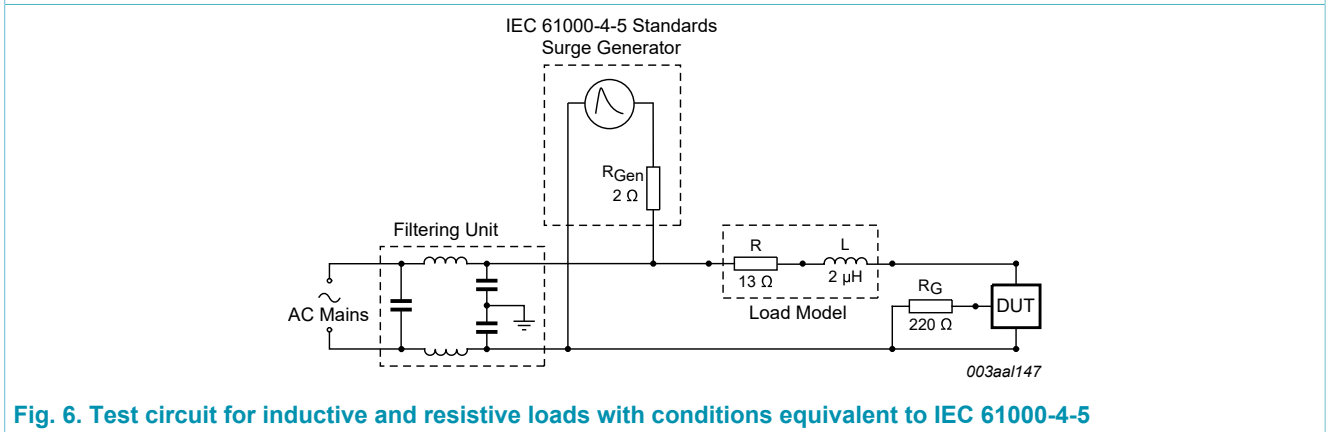 IEC 61000-4-5 Standards
Surge Generator
RGen
2 Ω
Filtering Unit
AC Mains
R
13 Ω
L
2 μH
Load Model
RG
220 Ω
DUT
003aal147
Fig. 6. Test circuit for inductive and resistive loads with conditions equivalent to IEC 61000-4-5